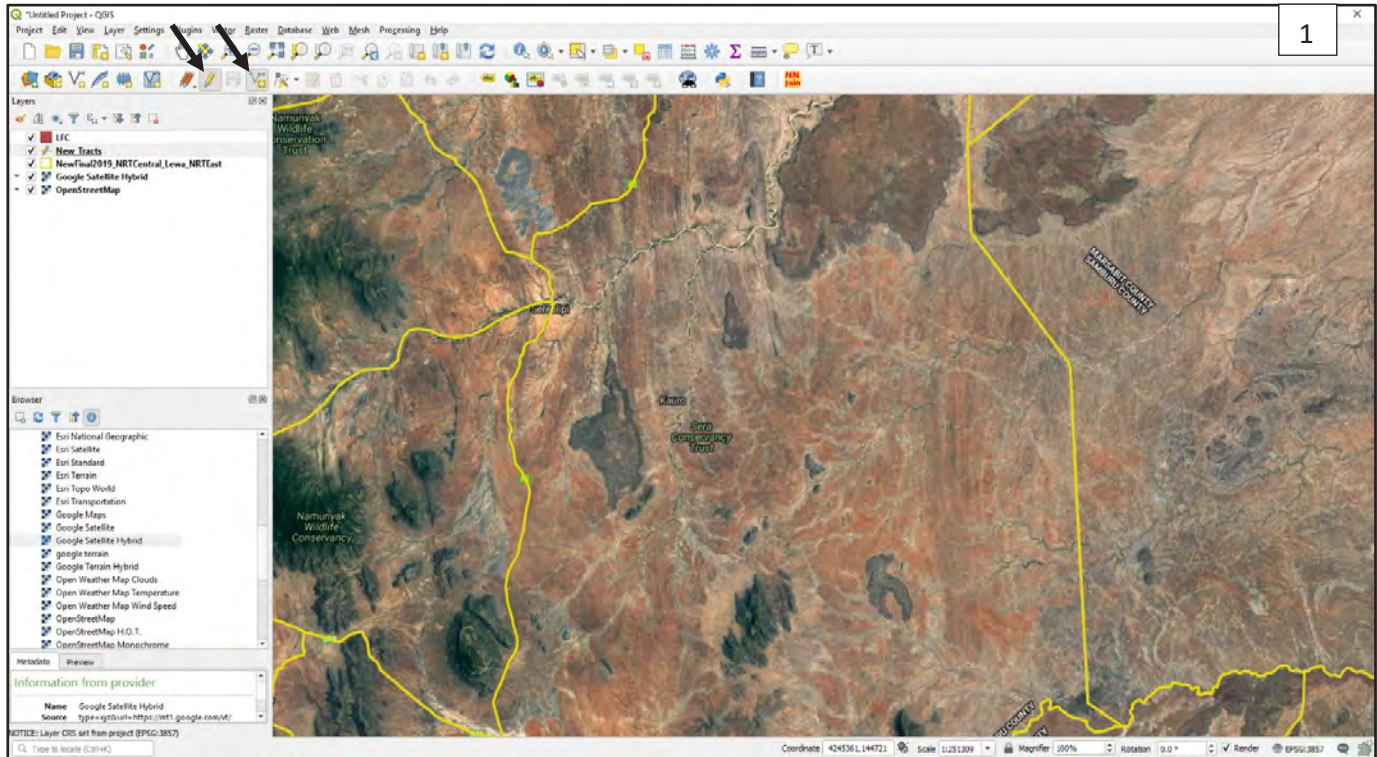 *Untitled Project - QGIS
1
Project Edit View Layer Settings Plugins Vector Raster Database Web Mesh Processing Help
NN
Join
Layers
LFC
New Tracts
NewFinal2019_NRTCentral_Lewa_NRTEast
Google Satellite Hybrid
OpenStreetMap
Browser
Esri National Geographic
Esri Satellite
Esri Standard
Esri Terrain
Esri Topo World
Esri Transportation
Google Maps
Google Satellite
Google Satellite Hybrid
google terrain
Google Terrain Hybrid
Open Weather Map Clouds
Open Weather Map Temperature
Open Weather Map Wind Speed
OpenStreetMap
OpenStreetMap H.O.T.
OpenStreetMap Monochrome
Metadata Preview
Information from provider
Name Google Satellite Hybrid
Source type=xyz&url=https://mt1.google.com/vt/
Namunyak
Wildlife
Conservation
Trust
MARSABIT COUNTY
SAMBURU COUNTY
Kauro
Sera
Conservancy
Trust
Namunyak
Wildlife
Conservancy
COUNTY
COUNTY
NOTICE: Layer CRS set from project (EPSG:3857)
Type to locate (Ctrl+K)
Coordinate 4245361,144721 Scale 1:251309 Magnifier 100% Rotation 0.0 ° Render EPSG:3857